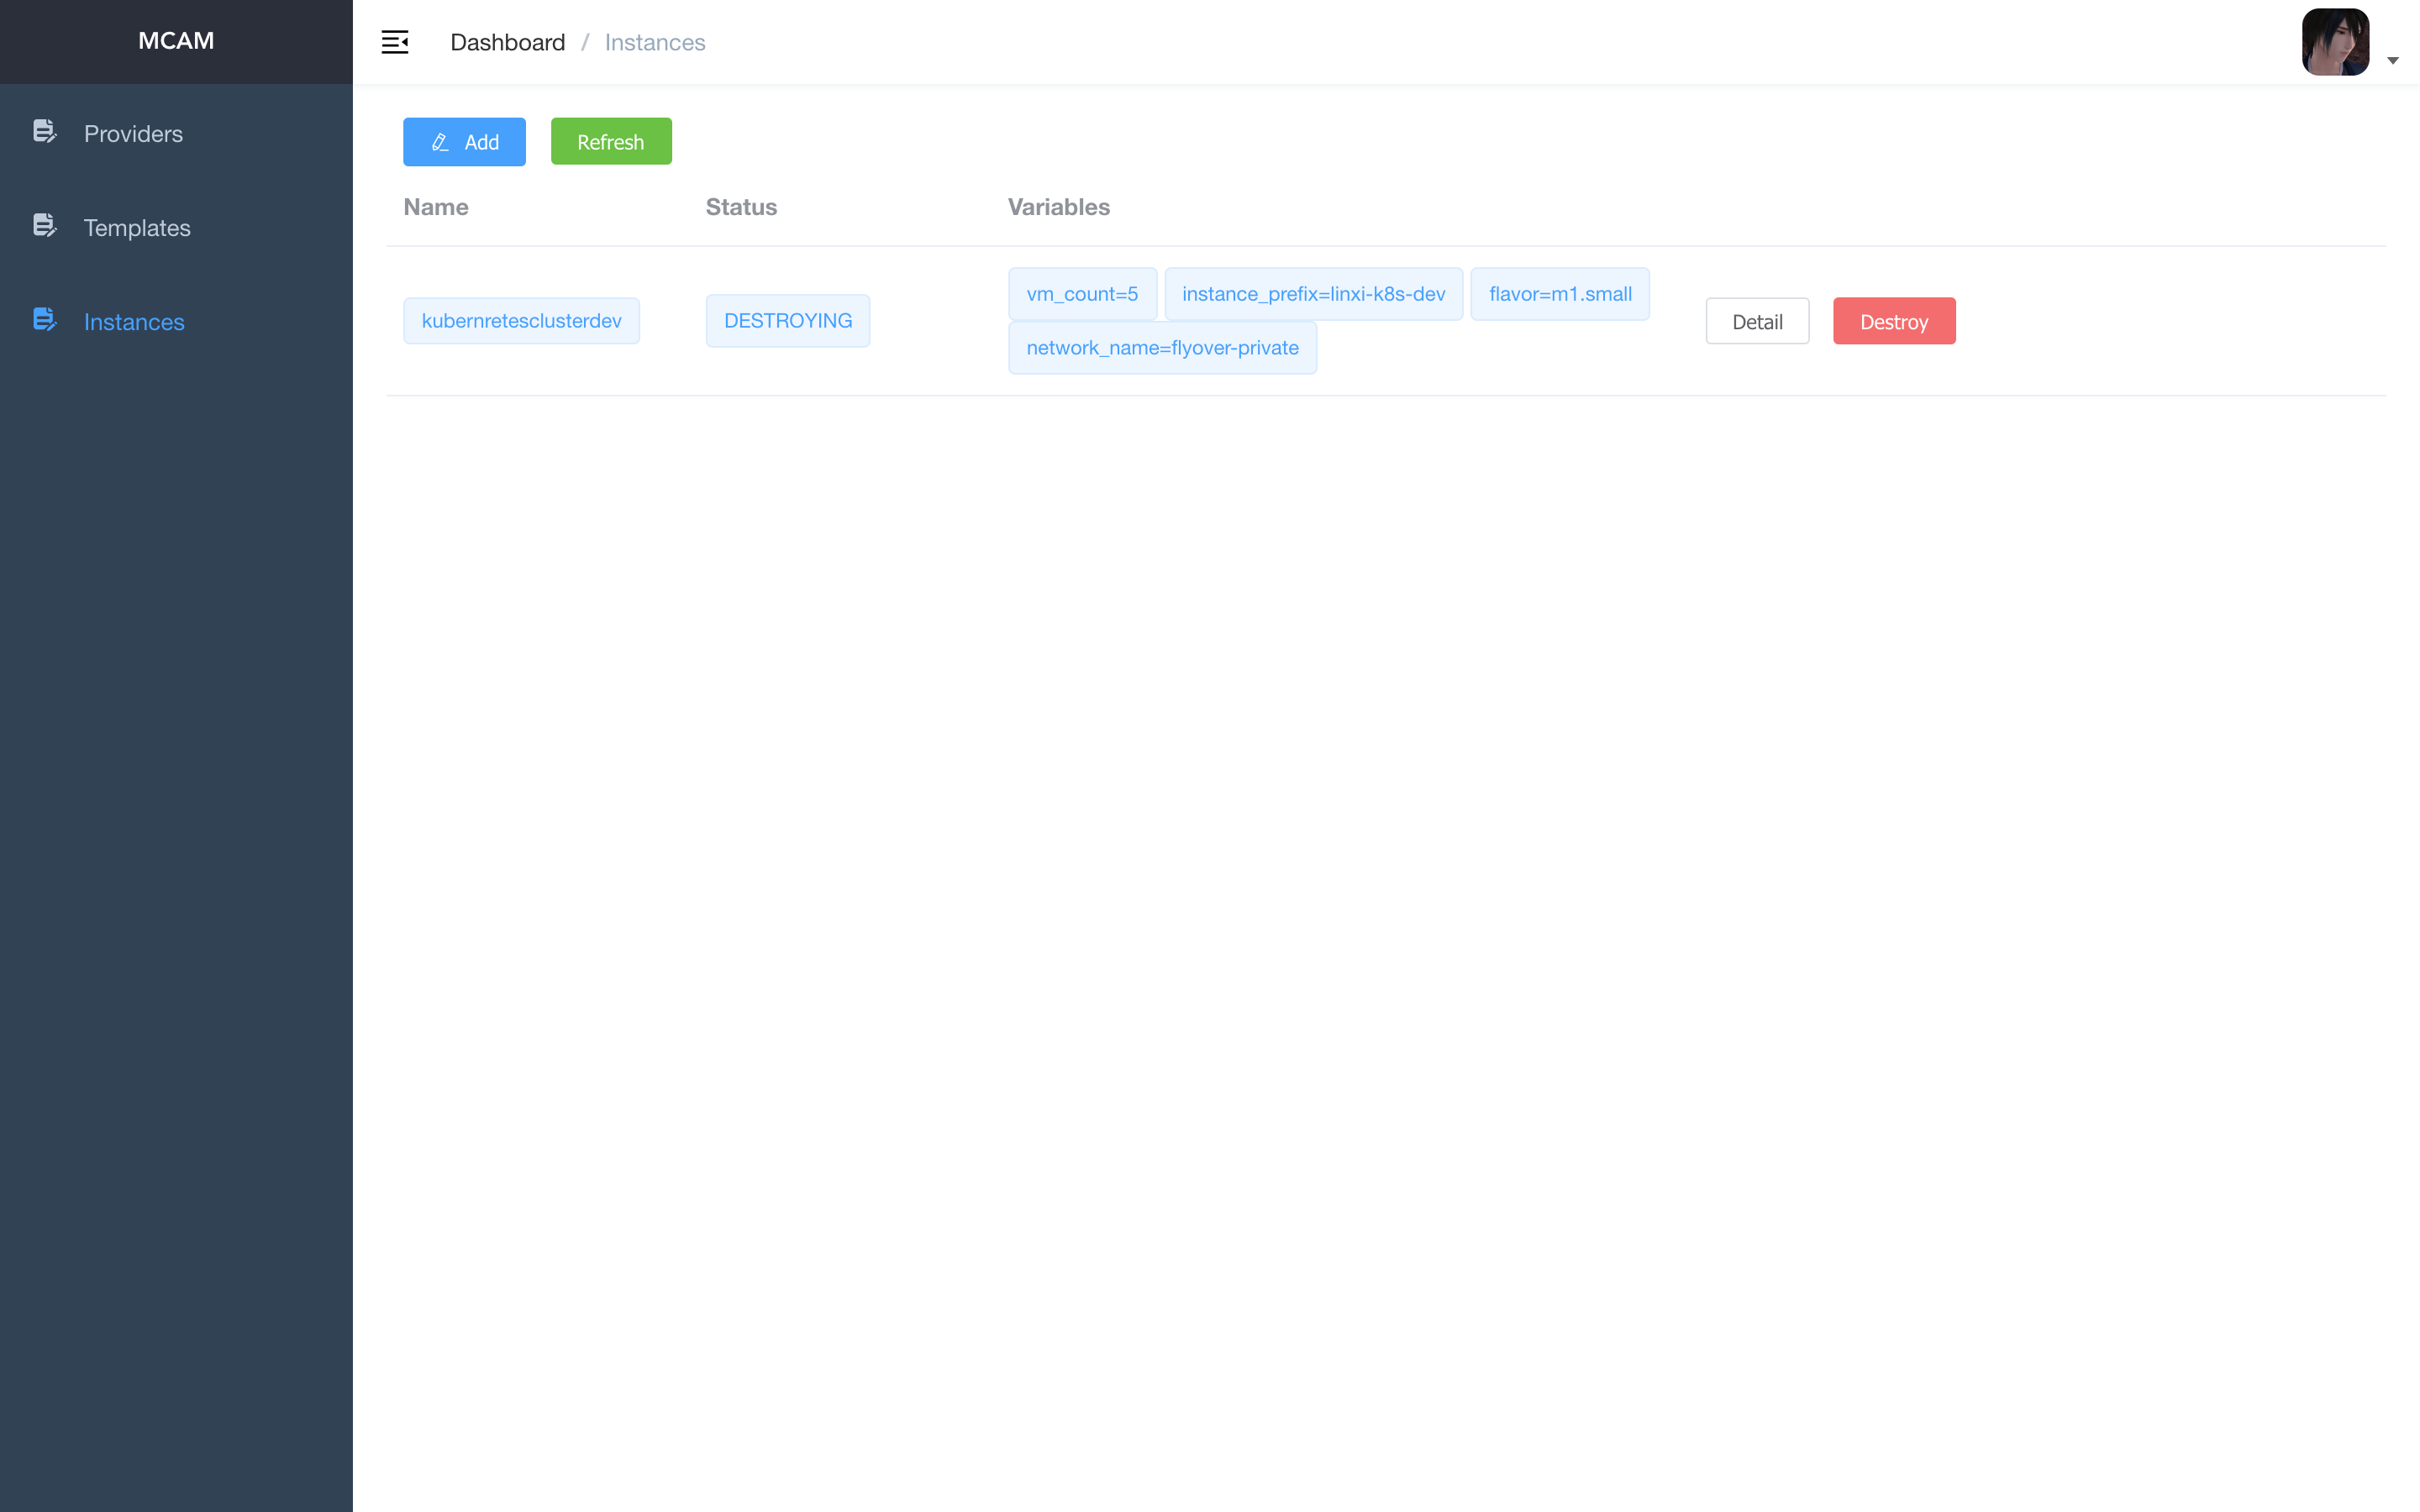 MCAM
Dashboard / Instances
Providers
Templates
Instances
Add Refresh
Name Status Variables
kubernretesclusterdev DESTROYING vm_count=5 instance_prefix=linxi-k8s-dev flavor=m1.small Detail Destroy
network_name=flyover-private